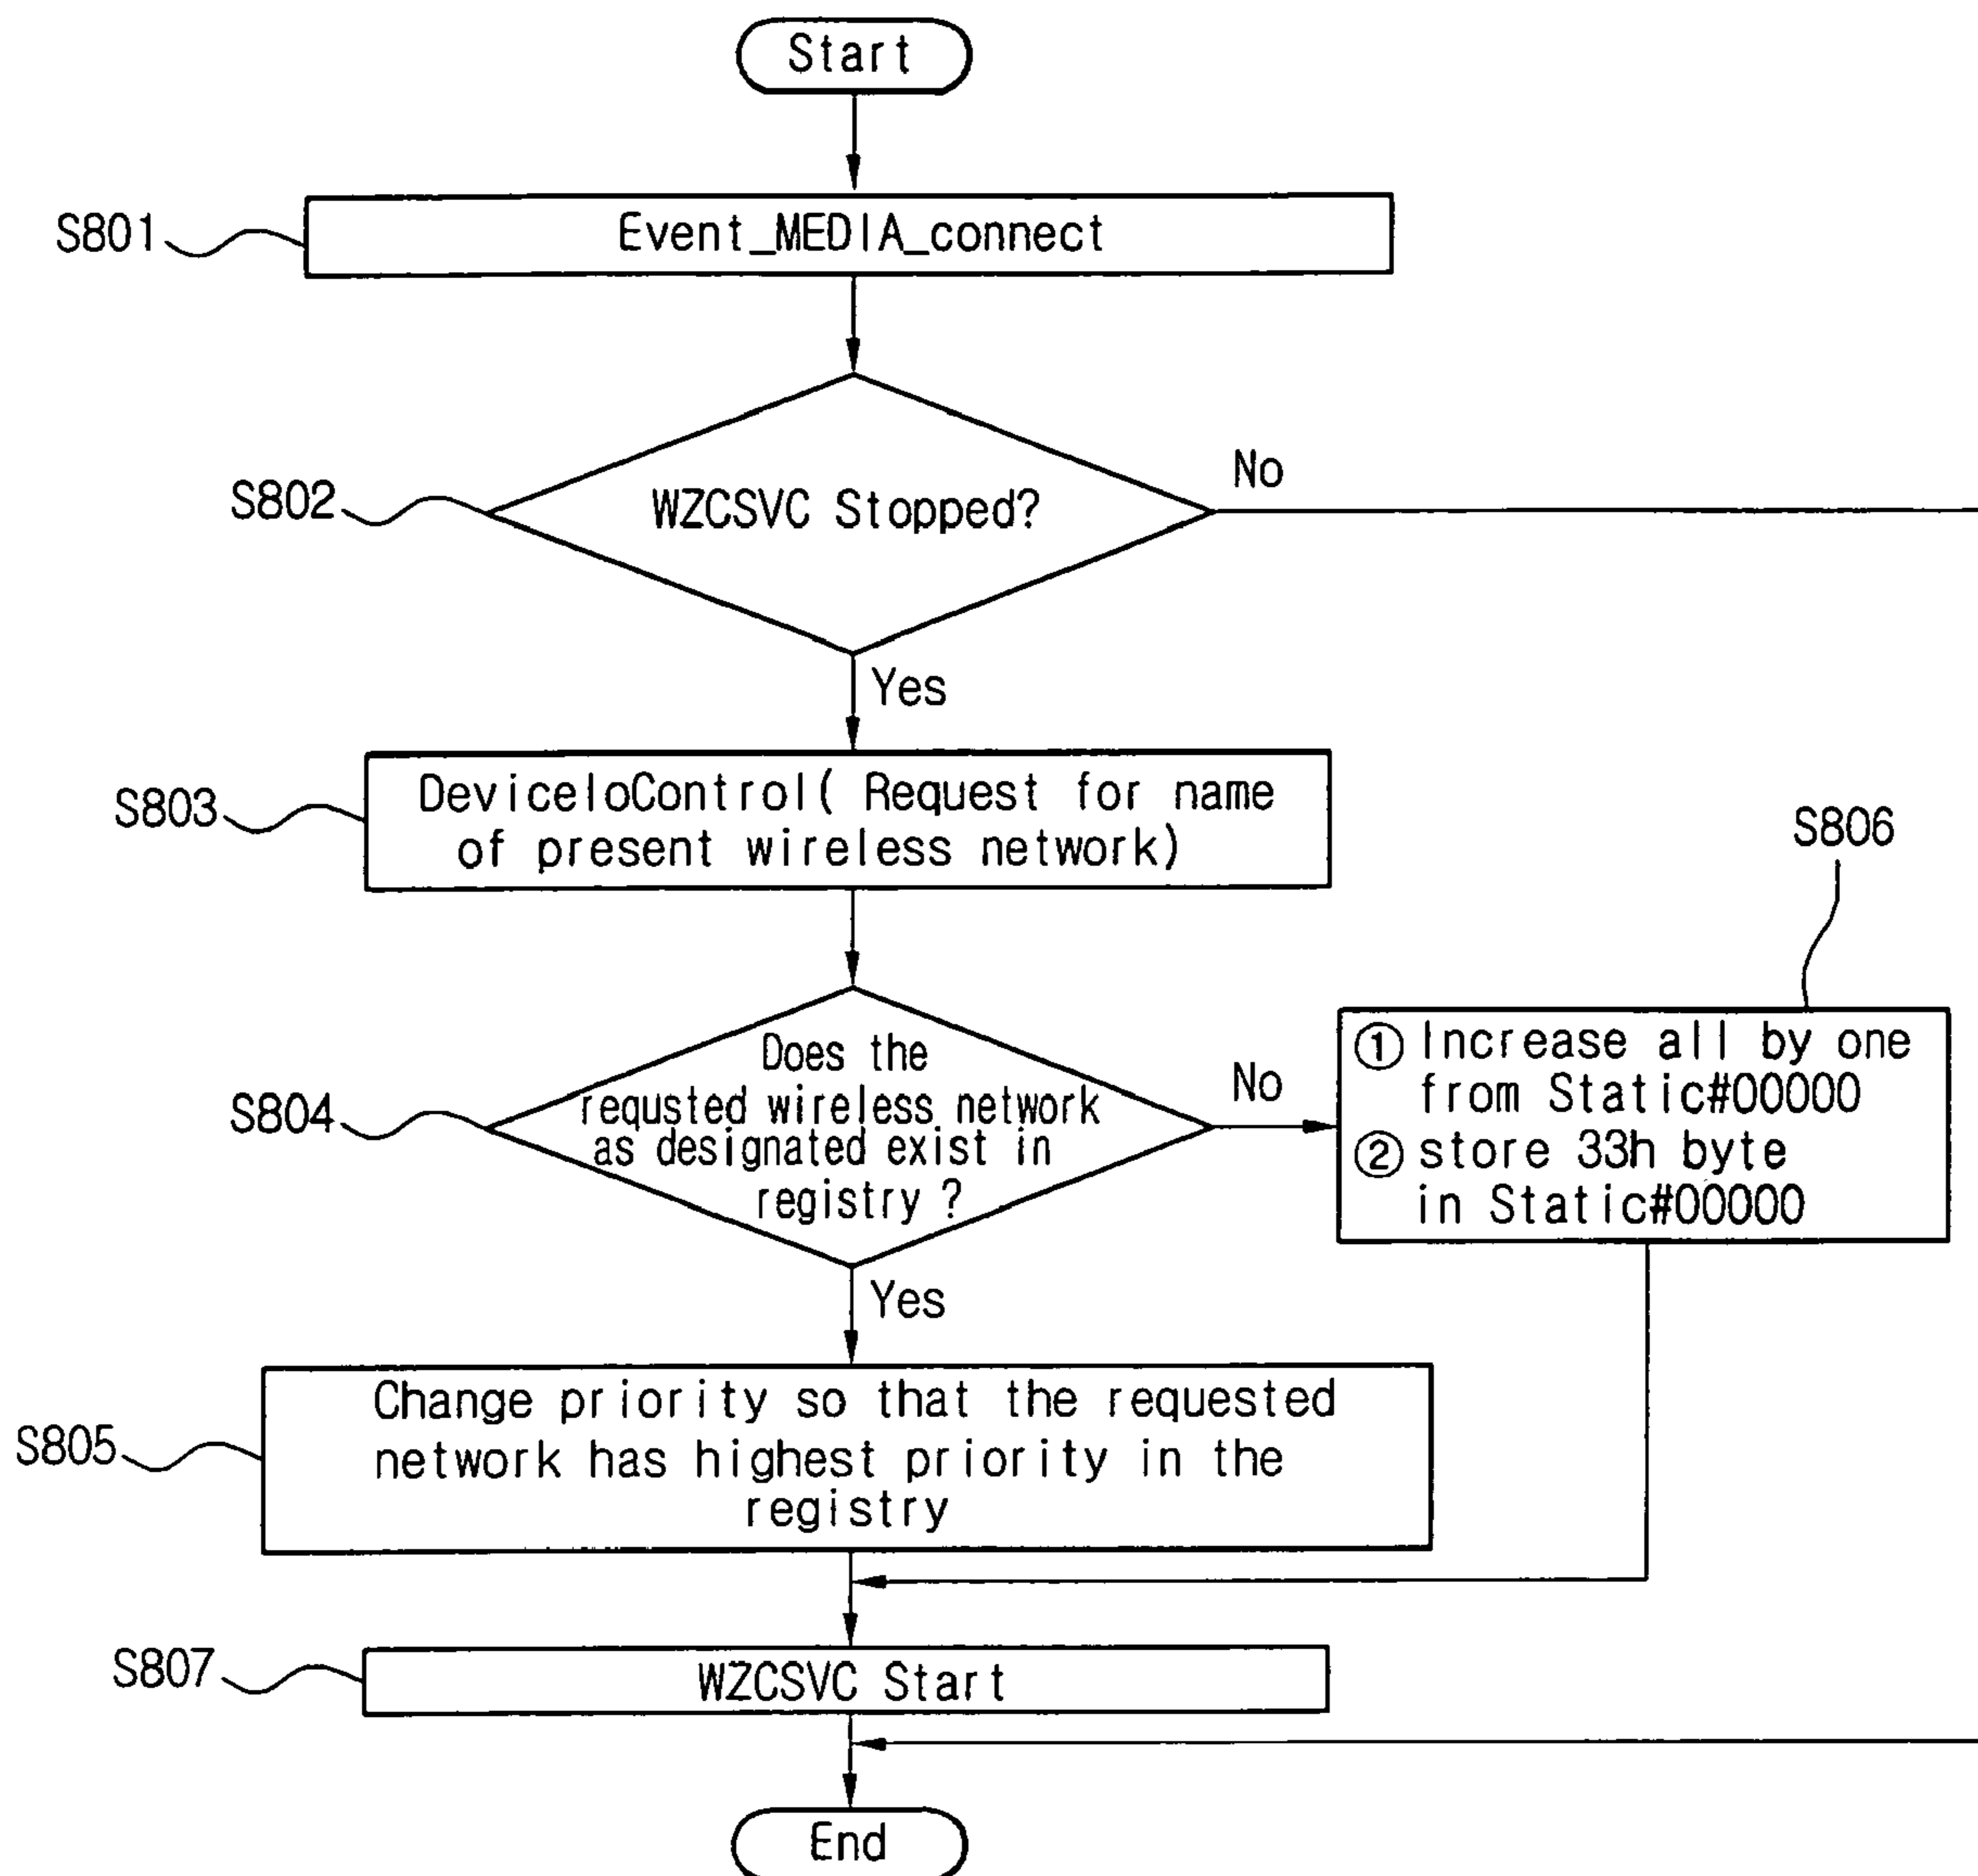 Start
S801
Event_MEDIA_connect
S802
WZCSVC Stopped?
No
Yes
S803
DeviceIoControl( Request for name
of present wireless network)
S804
Does the
requsted wireless network
as designated exist in
registry ?
No
S806
① Increase all by one
from Static#00000
② store 33h byte
in Static#00000
Yes
S805
Change priority so that the requested
network has highest priority in the
registry
S807
WZCSVC Start
End